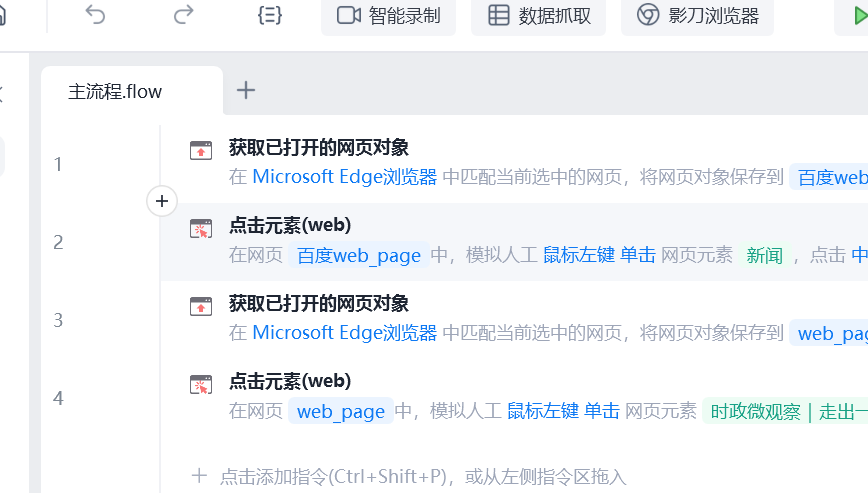 智能录制 数据抓取 影刀浏览器
主流程.flow
1 获取已打开的网页对象
在 Microsoft Edge浏览器 中匹配当前选中的网页，将网页对象保存到 百度web
2 点击元素(web)
在网页 百度web_page 中，模拟人工 鼠标左键 单击 网页元素 新闻 ，点击 中
3 获取已打开的网页对象
在 Microsoft Edge浏览器 中匹配当前选中的网页，将网页对象保存到 web_pag
4 点击元素(web)
在网页 web_page 中，模拟人工 鼠标左键 单击 网页元素 时政微观察｜走出一
点击添加指令(Ctrl+Shift+P)，或从左侧指令区拖入